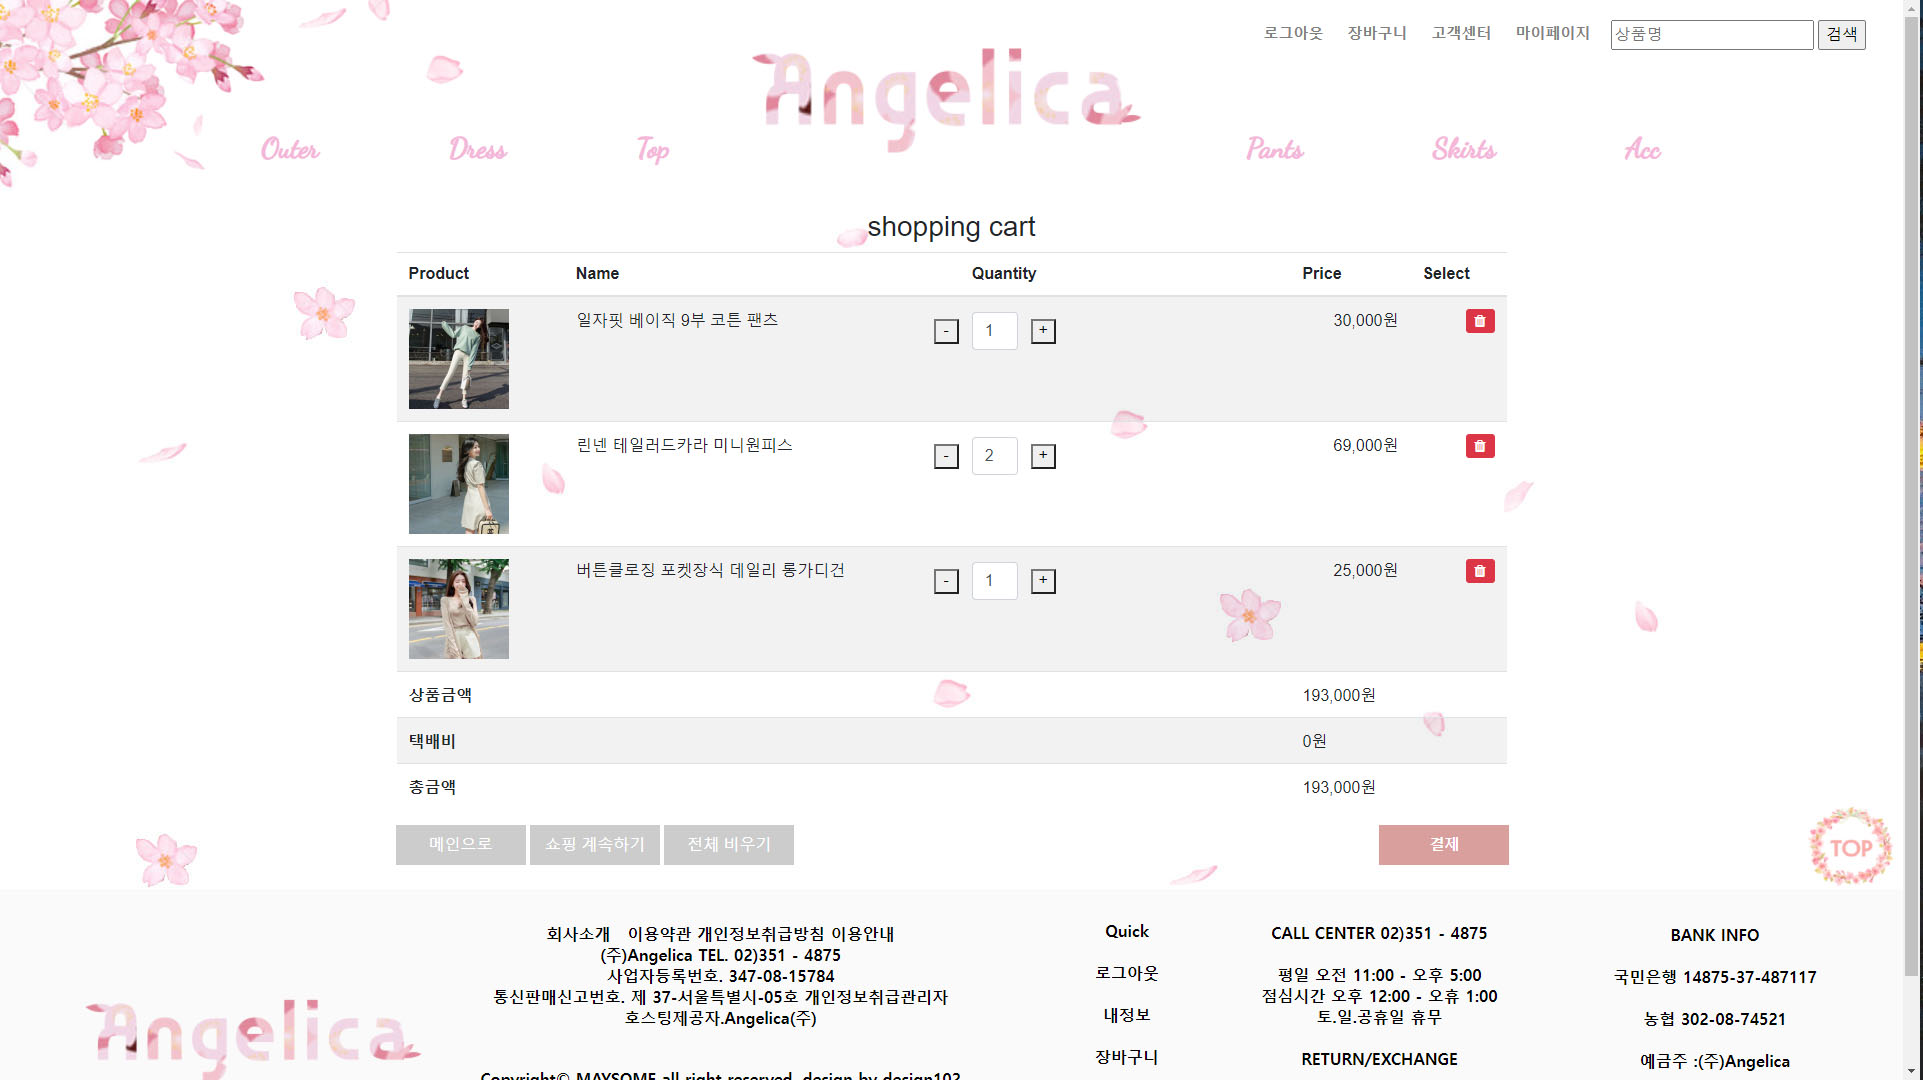 로그아웃 장바구니 고객센터 마이페이지 상품명 검색
Angelica
Outer Dress Top Pants Skirts Acc
shopping cart
Product Name Quantity Price Select
일자핏 베이직 9부 코튼 팬츠 - 1 + 30,000원
린넨 테일러드카라 미니원피스 - 2 + 69,000원
버튼클로징 포켓장식 데일리 롱가디건 - 1 + 25,000원
상품금액 193,000원
택배비 0원
총금액 193,000원
메인으로 쇼핑 계속하기 전체 비우기 결제
TOP
Angelica
회사소개 이용약관 개인정보취급방침 이용안내
(주)Angelica TEL. 02)351 - 4875
사업자등록번호. 347-08-15784
통신판매신고번호. 제 37-서울특별시-05호 개인정보취급관리자
호스팅제공자.Angelica(주)
Copyright© MAYSOME all right reserved. design by design102
Quick
로그아웃
내정보
장바구니
CALL CENTER 02)351 - 4875
평일 오전 11:00 - 오후 5:00
점심시간 오후 12:00 - 오휴 1:00
토.일.공휴일 휴무
RETURN/EXCHANGE
BANK INFO
국민은행 14875-37-487117
농협 302-08-74521
예금주 :(주)Angelica